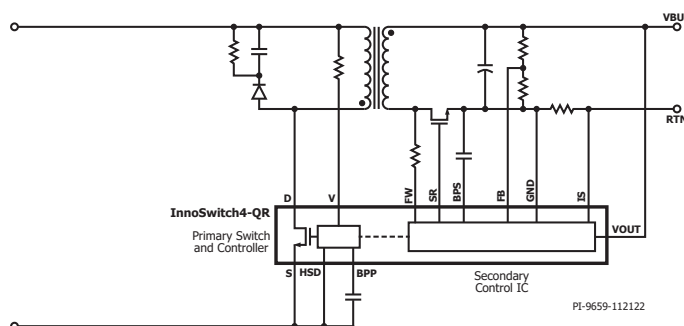 VBU
RTN
D
V
FW
SR
BPS
FB
GND
IS
InnoSwitch4-QR
VOUT
Primary Switch
and Controller
S
HSD
BPP
Secondary
Control IC
PI-9659-112122